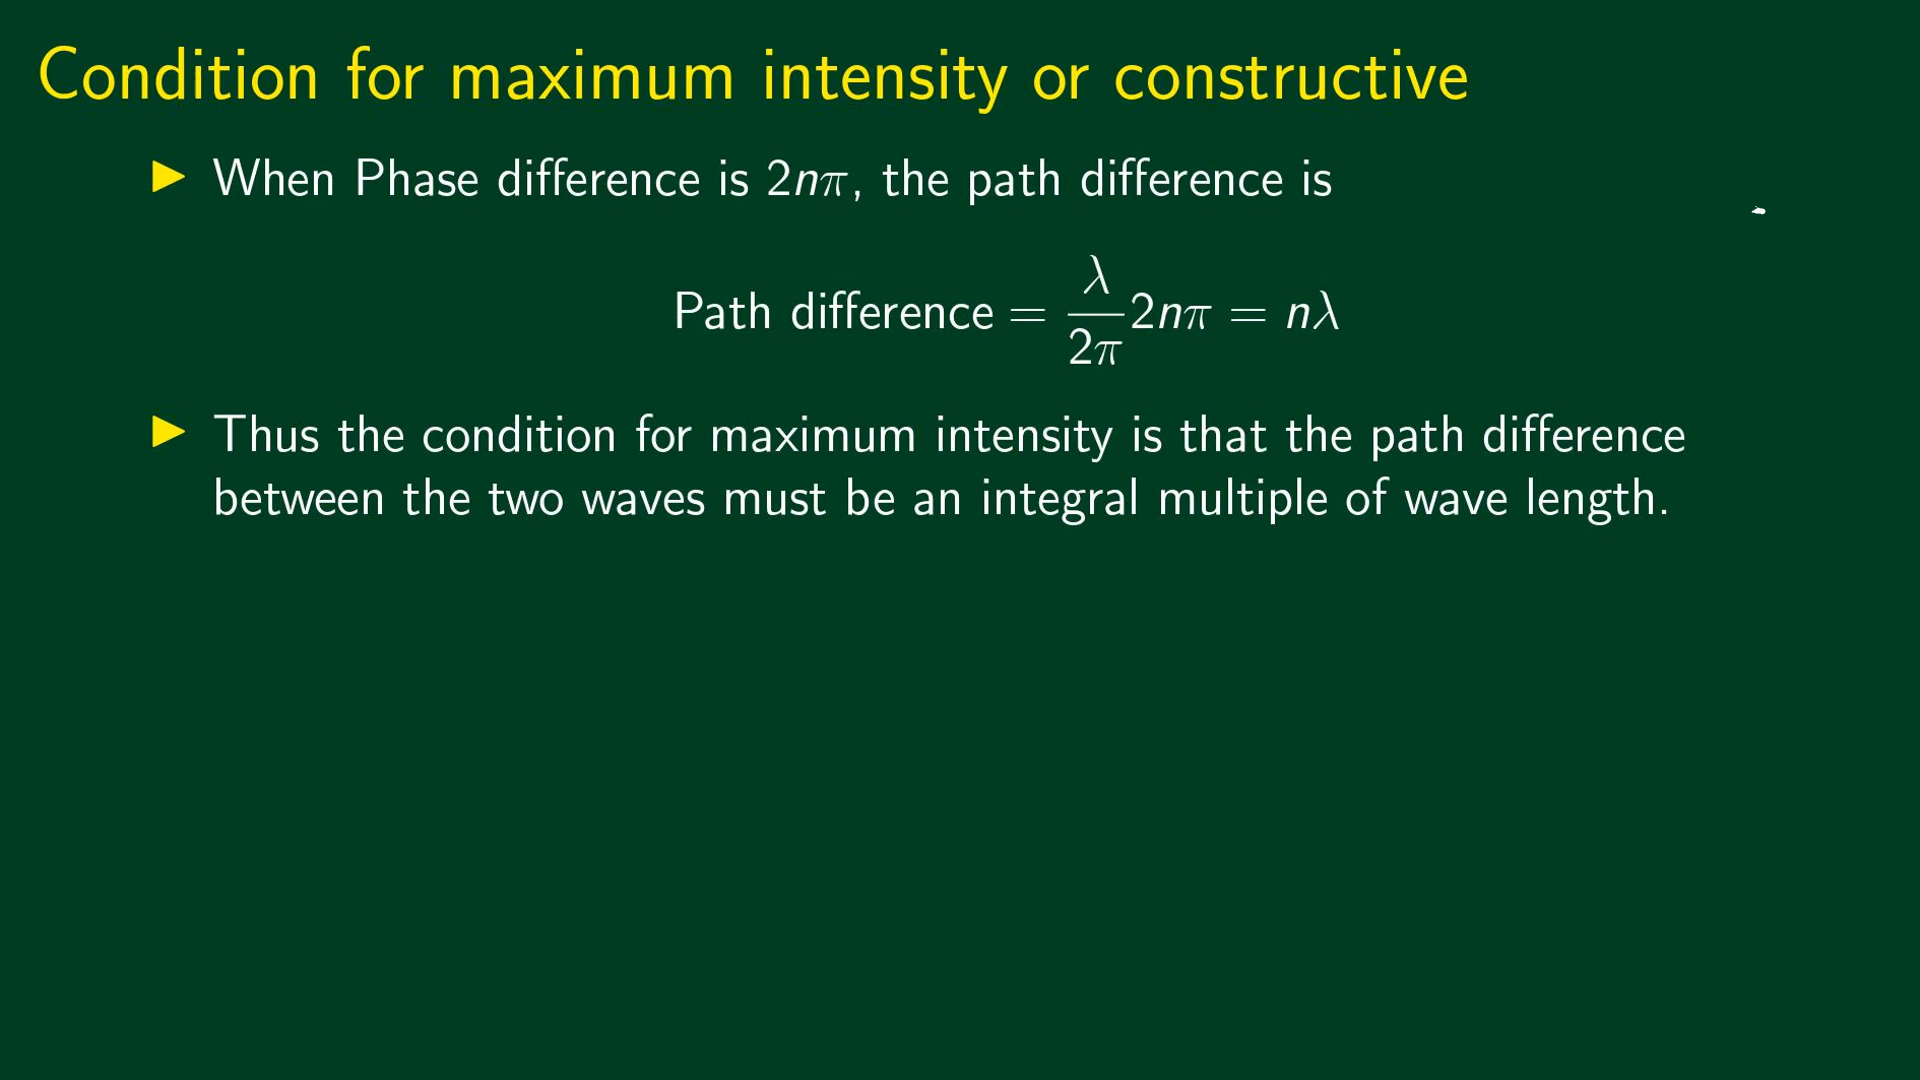 Condition for maximum intensity or constructive
▶ When Phase difference is 2nπ, the path difference is
Path difference = \frac{λ}{2π} 2nπ = nλ
▶ Thus the condition for maximum intensity is that the path difference
between the two waves must be an integral multiple of wave length.